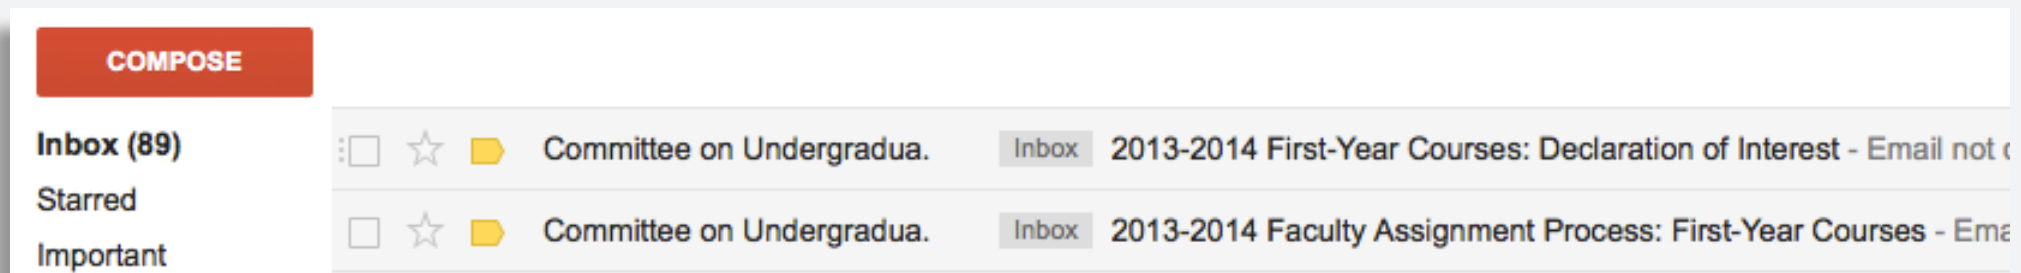 COMPOSE
Inbox (89)
Starred
Important
Committee on Undergradua. Inbox 2013-2014 First-Year Courses: Declaration of Interest - Email not
Committee on Undergradua. Inbox 2013-2014 Faculty Assignment Process: First-Year Courses - Ema